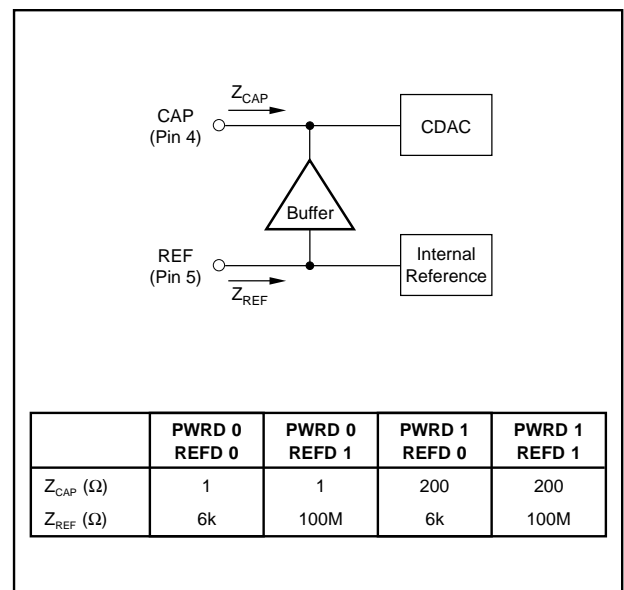 Z_CAP
CAP
(Pin 4)
CDAC
Buffer
REF
(Pin 5)
Internal
Reference
Z_REF
PWRD 0 PWRD 0 PWRD 1 PWRD 1
REFD 0 REFD 1 REFD 0 REFD 1
Z_CAP (Ω) 1 1 200 200
Z_REF (Ω) 6k 100M 6k 100M